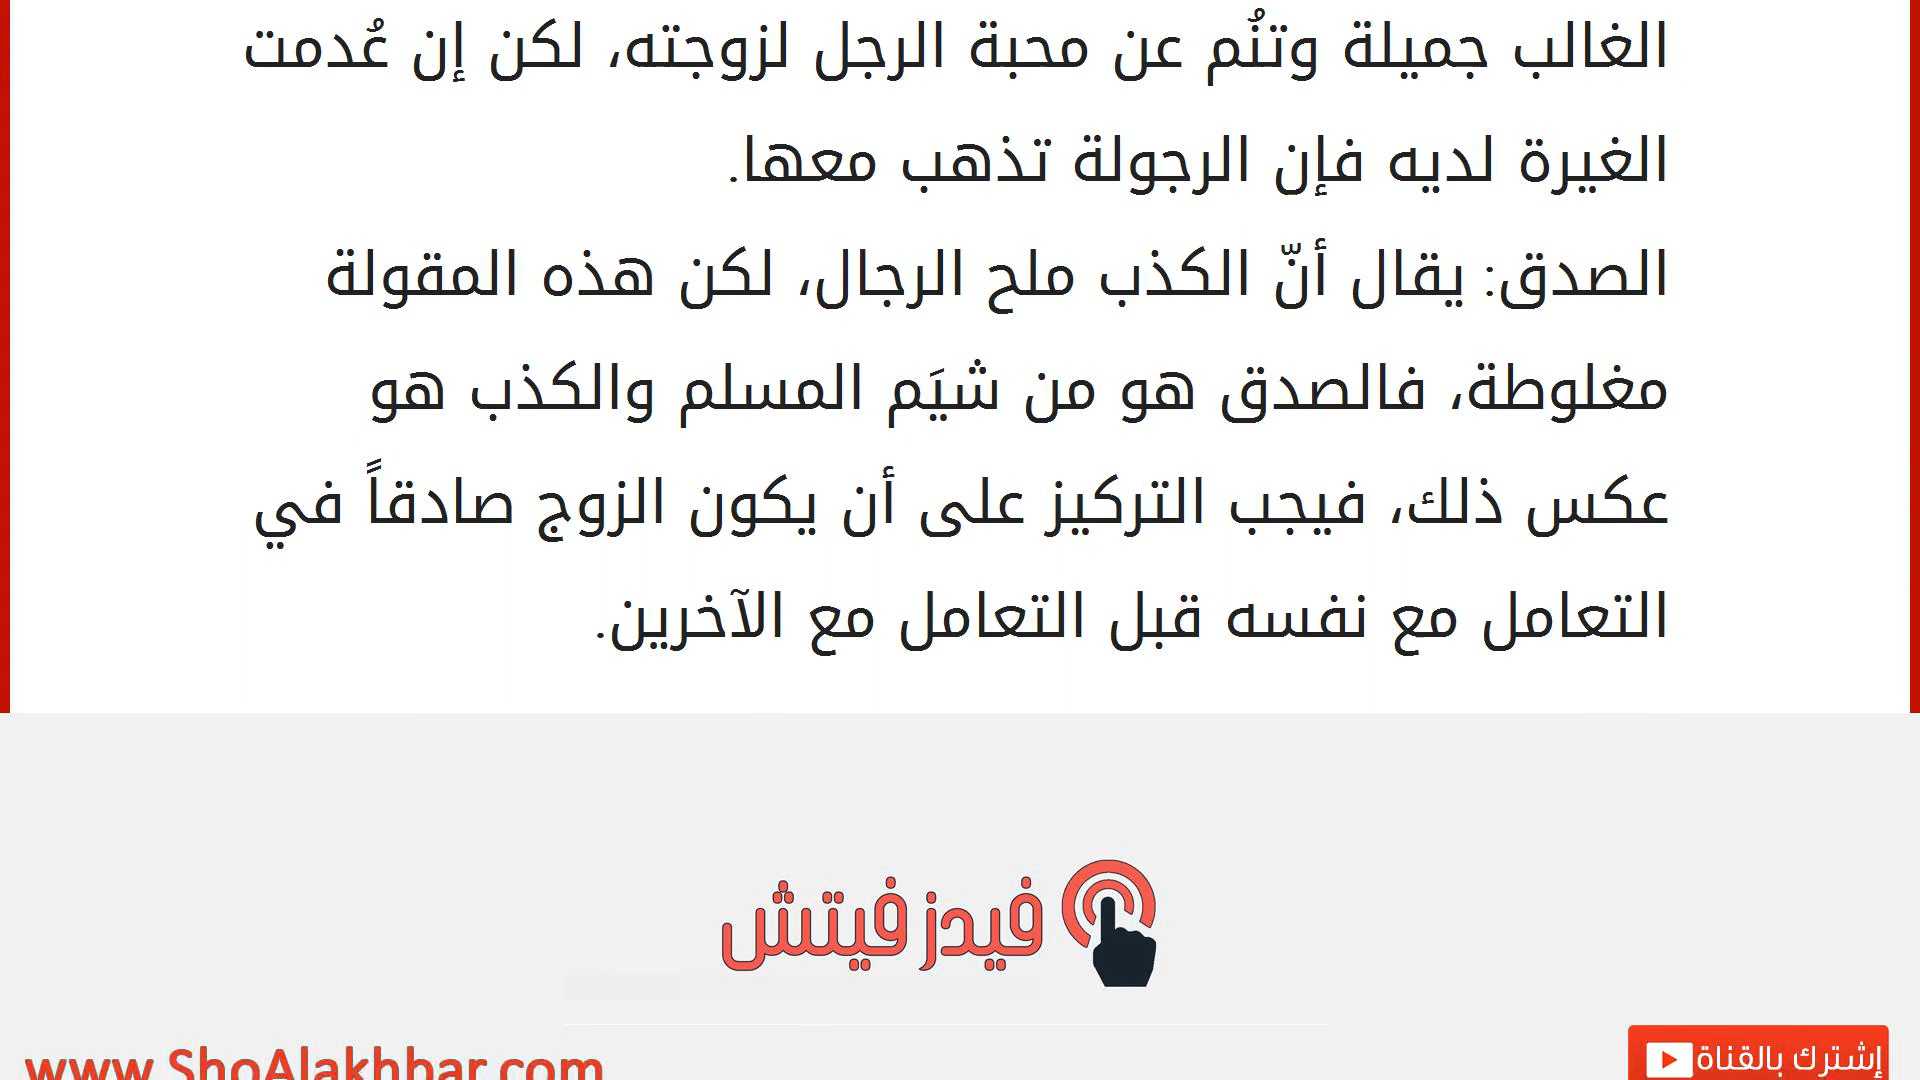 الغالب جميلة وتنُم عن محبة الرجل لزوجته، لكن إن عُدمت
الغيرة لديه فإن الرجولة تذهب معها.
الصدق: يقال أنّ الكذب ملح الرجال، لكن هذه المقولة
مغلوطة، فالصدق هو من شيَم المسلم والكذب هو
عكس ذلك، فيجب التركيز على أن يكون الزوج صادقاً في
التعامل مع نفسه قبل التعامل مع الآخرين.
فيدز فيتش
إشترك بالقناة
www.ShoAlakhbar.com